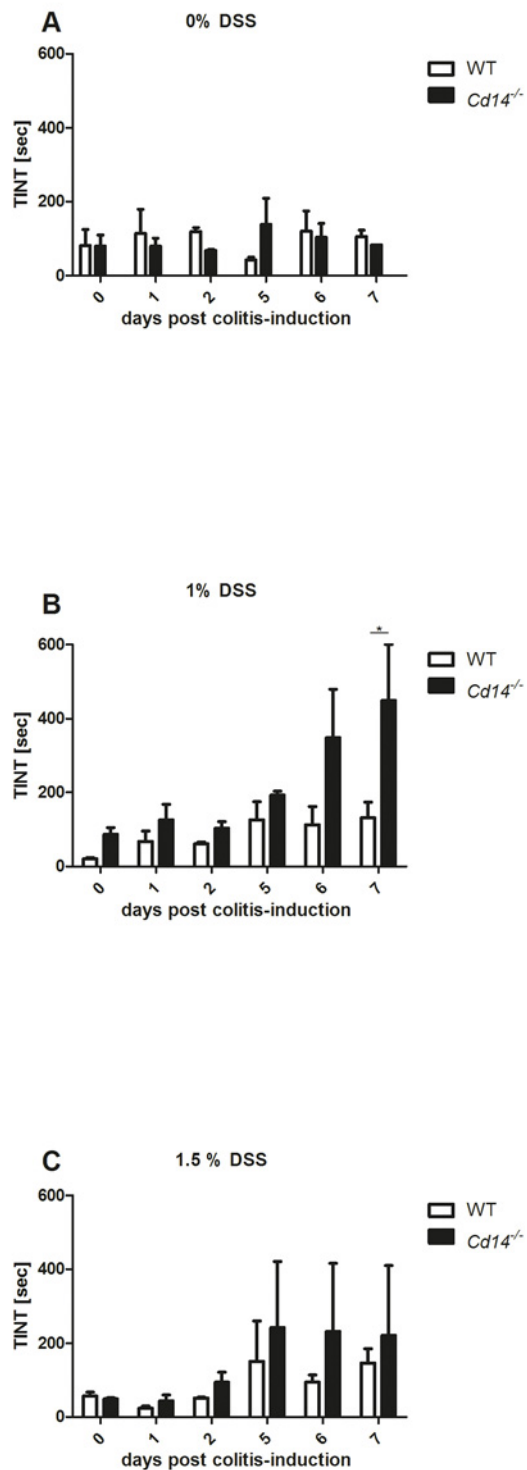 A
0% DSS
600
400
200
0
TINT [sec]
0 1 2 5 6 7
days post colitis-induction
WT
Cd14-/-
B
1% DSS
600
400
200
0
TINT [sec]
*
0 1 2 5 6 7
days post colitis-induction
WT
Cd14-/-
C
1.5 % DSS
600
400
200
0
TINT [sec]
0 1 2 5 6 7
days post colitis-induction
WT
Cd14-/-